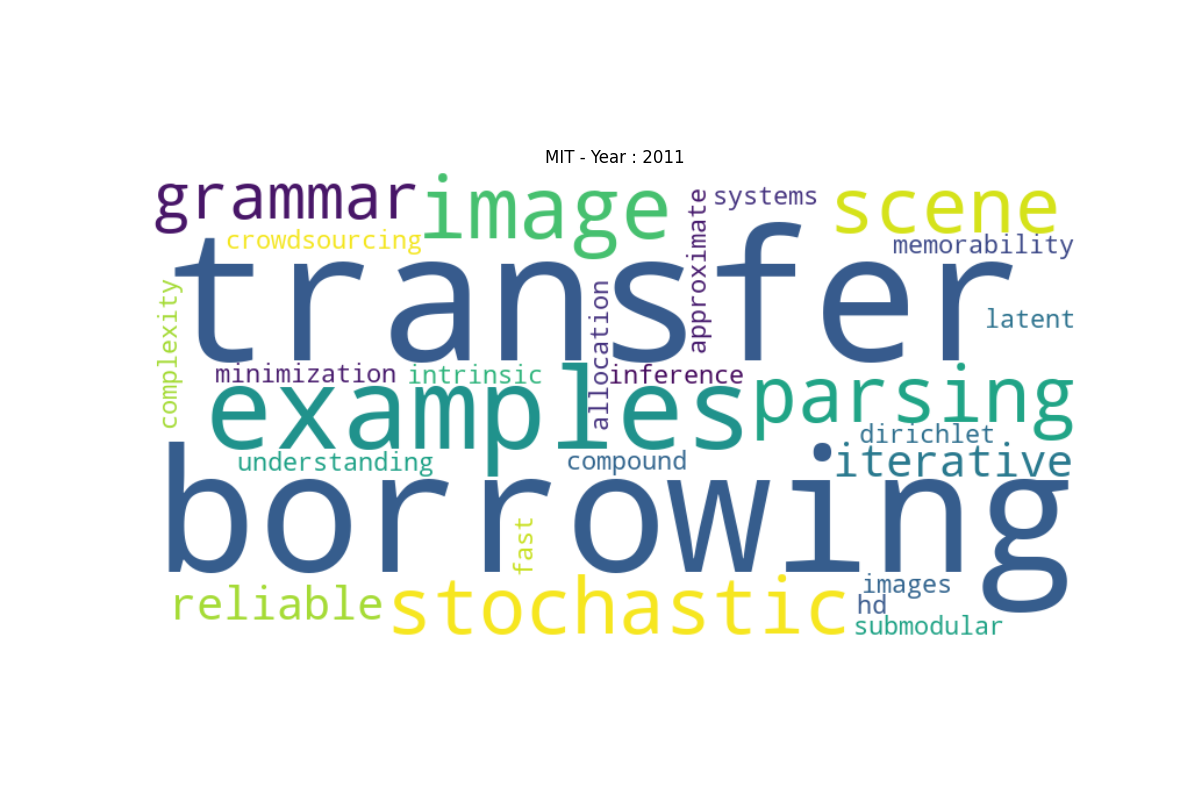 MIT - Year : 2011
grammar
image
approximate
systems
scene
crowdsourcing
memorability
transfer
complexity
allocation
latent
minimization
intrinsic
inference
examples
parsing
dirichlet
understanding
compound
iterative
borrowing
fast
reliable
stochastic
images
hd
submodular